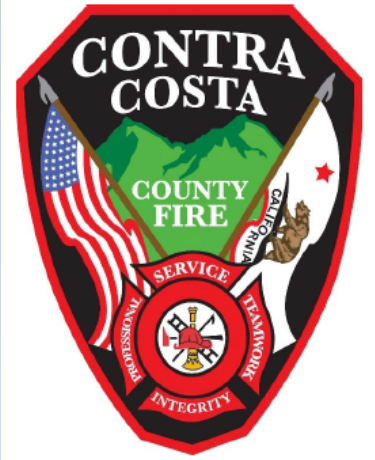 CONTRA
COSTA
COUNTY
FIRE
CALIFORNIA
SERVICE
PROFESSIONAL
TEAMWORK
INTEGRITY